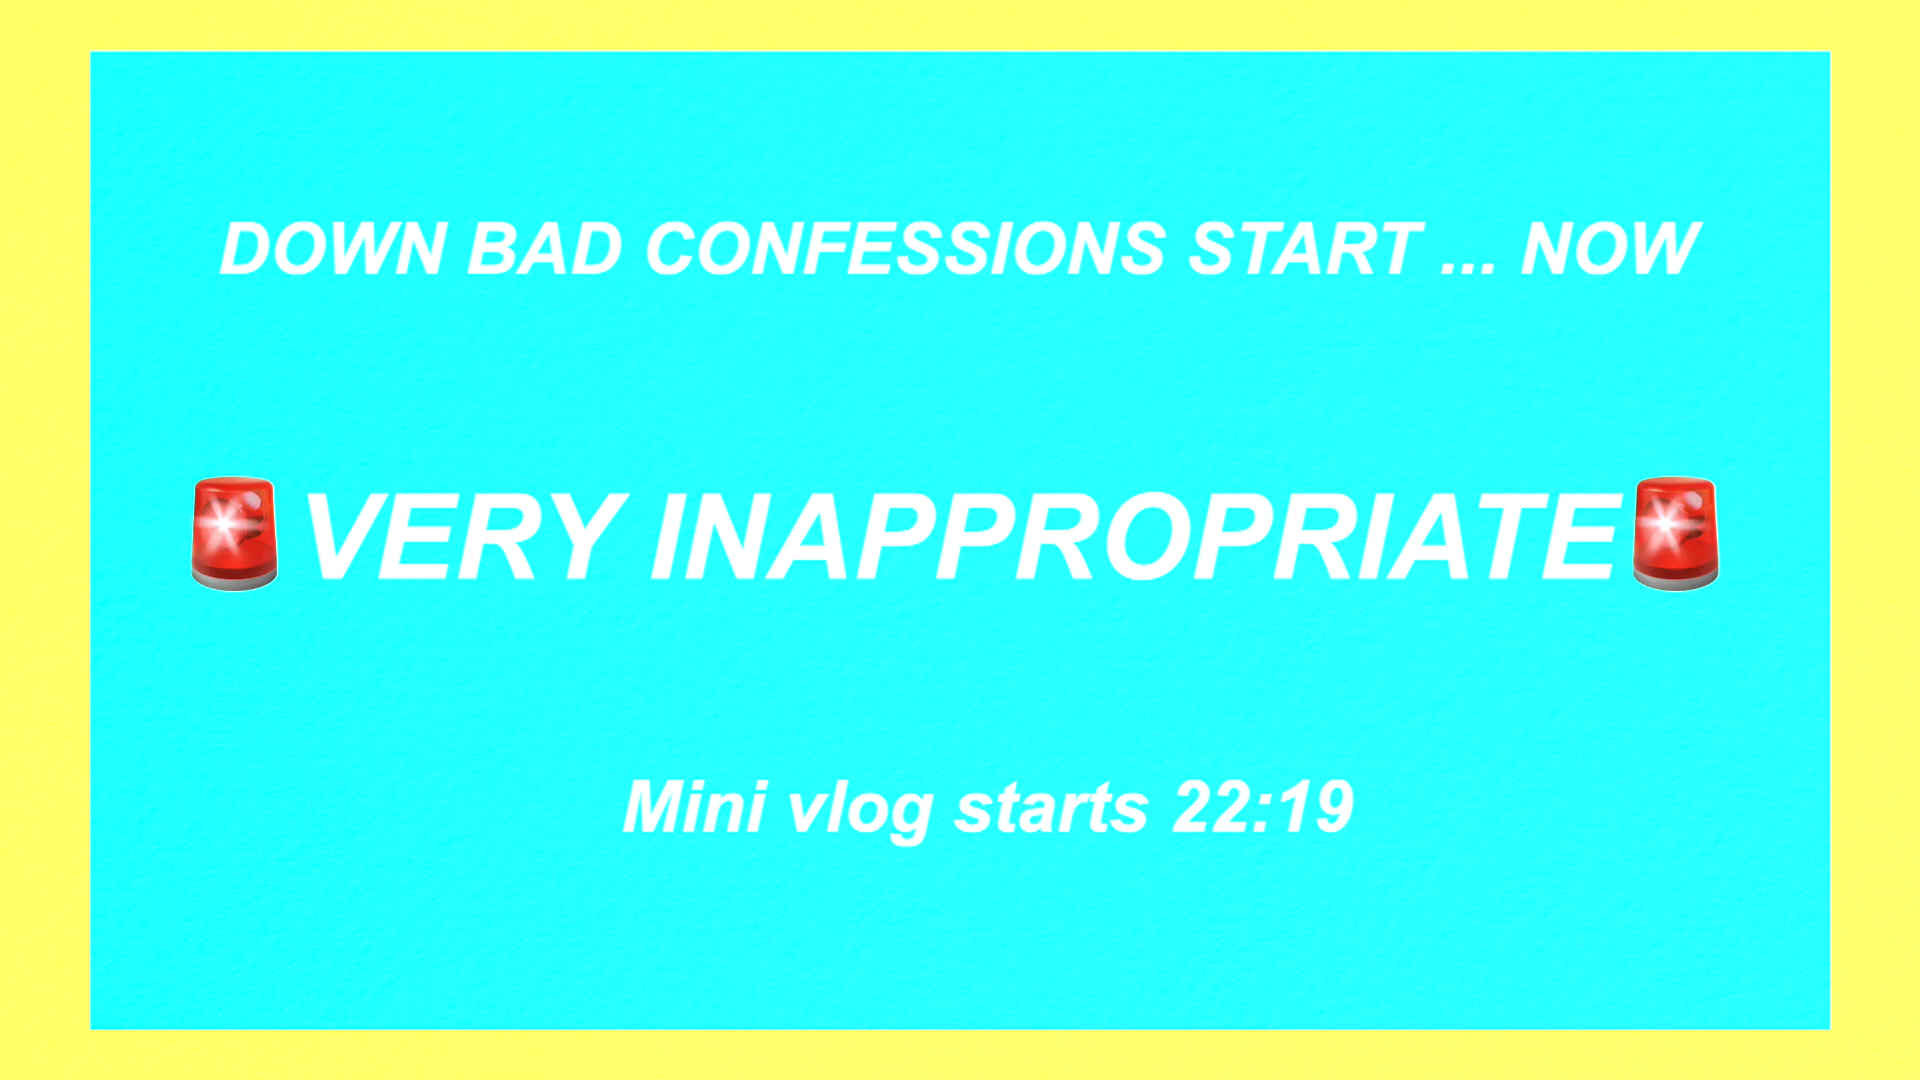 DOWN BAD CONFESSIONS START ... NOW
🚨VERY INAPPROPRIATE🚨
Mini vlog starts 22:19